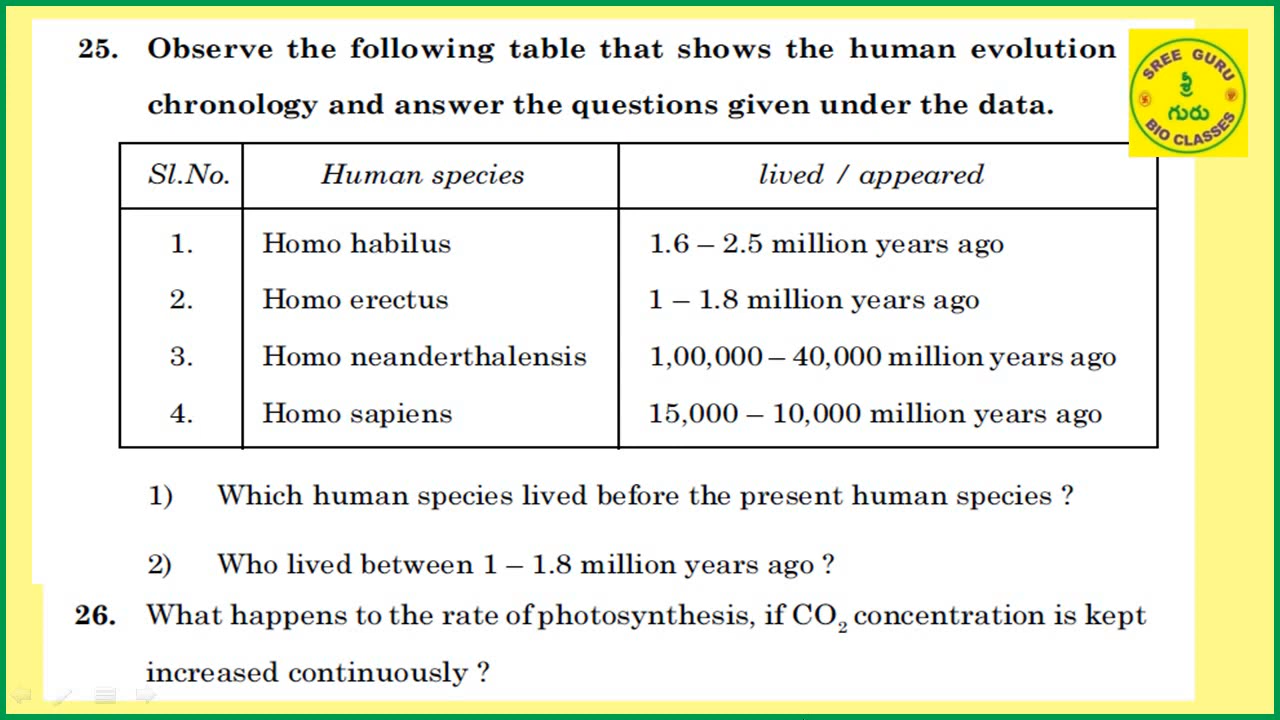 25. Observe the following table that shows the human evolution
chronology and answer the questions given under the data.
SREE GURU
శ్రీ
గురు
BIO CLASSES
Sl.No. Human species lived / appeared
1. Homo habilus 1.6 – 2.5 million years ago
2. Homo erectus 1 – 1.8 million years ago
3. Homo neanderthalensis 1,00,000 – 40,000 million years ago
4. Homo sapiens 15,000 – 10,000 million years ago
1) Which human species lived before the present human species ?
2) Who lived between 1 – 1.8 million years ago ?
26. What happens to the rate of photosynthesis, if CO₂ concentration is kept
increased continuously ?